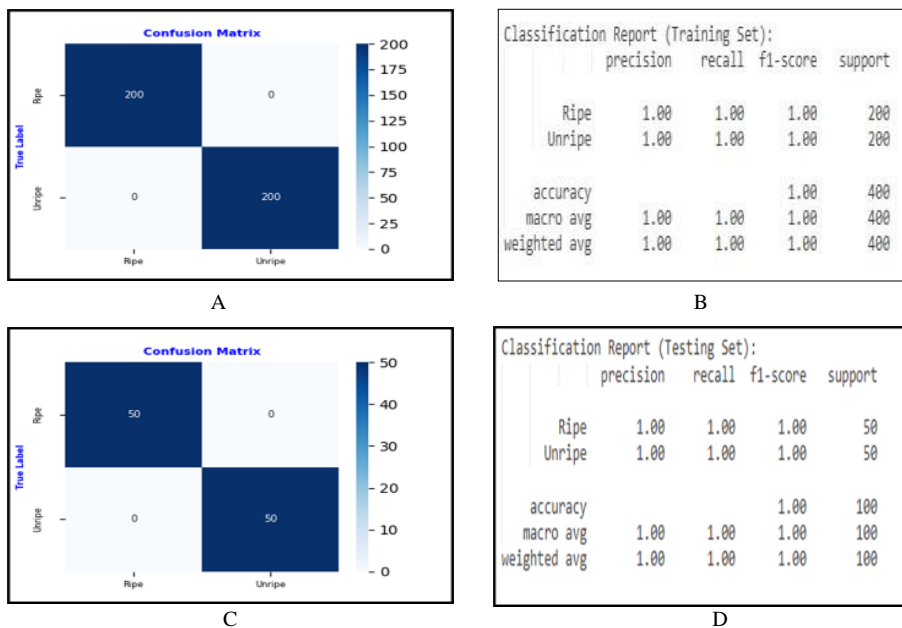 Confusion Matrix
True Label
Ripe
Unripe
200 0
0 200
Ripe Unripe
200
175
150
125
100
75
50
25
0
A
Classification Report (Training Set):
precision recall f1-score support
Ripe 1.00 1.00 1.00 200
Unripe 1.00 1.00 1.00 200
accuracy 1.00 400
macro avg 1.00 1.00 1.00 400
weighted avg 1.00 1.00 1.00 400
B
Confusion Matrix
True Label
Ripe
Unripe
50 0
0 50
Ripe Unripe
50
40
30
20
10
0
C
Classification Report (Testing Set):
precision recall f1-score support
Ripe 1.00 1.00 1.00 50
Unripe 1.00 1.00 1.00 50
accuracy 1.00 100
macro avg 1.00 1.00 1.00 100
weighted avg 1.00 1.00 1.00 100
D